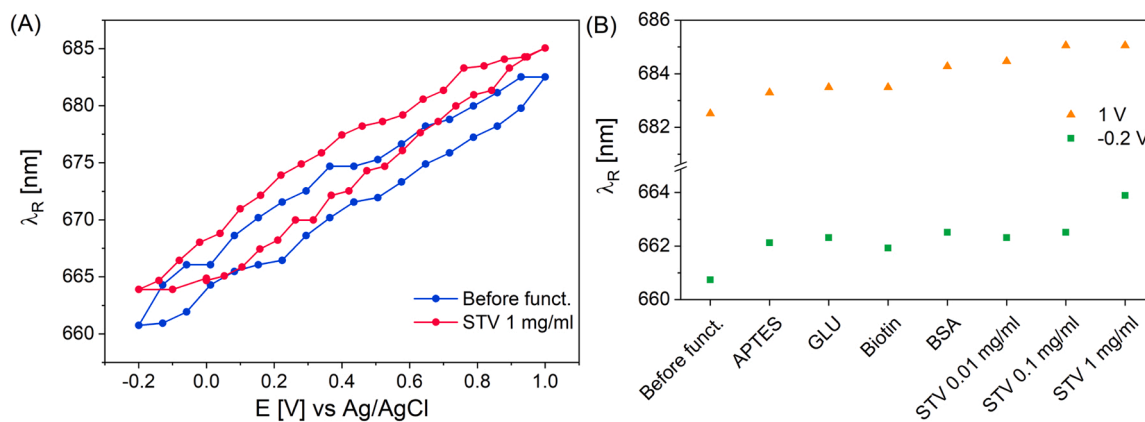 (A)
λR [nm]
685
680
675
670
665
660
-0.2 0.0 0.2 0.4 0.6 0.8 1.0
E [V] vs Ag/AgCl
Before funct.
STV 1 mg/ml
(B)
λR [nm]
686
684
682
664
662
660
1 V
-0.2 V
Before funct.
APTES
GLU
Biotin
BSA
STV 0.01 mg/ml
STV 0.1 mg/ml
STV 1 mg/ml